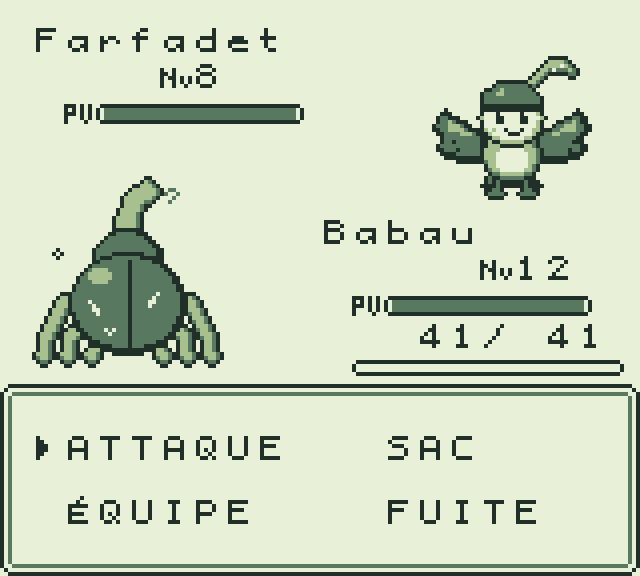 Farfadet
Nv8
PV
Babau
Nv12
PV
41/ 41
ATTAQUE SAC
ÉQUIPE FUITE